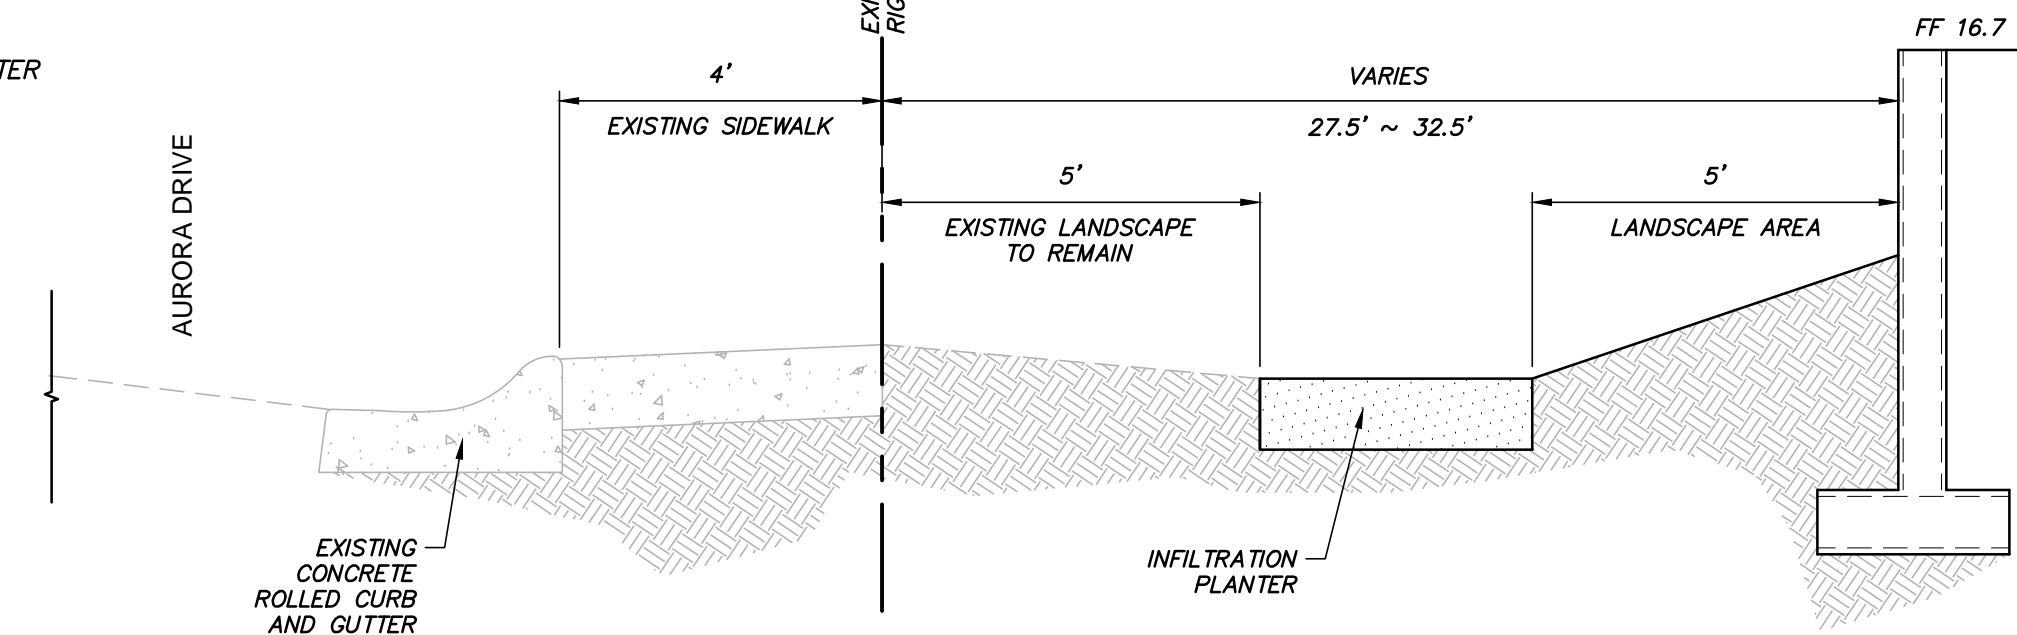 FF 16.7
TER
4'
VARIES
EXISTING SIDEWALK
27.5' ~ 32.5'
AURORA DRIVE
5'
5'
EXISTING LANDSCAPE
TO REMAIN
LANDSCAPE AREA
EXISTING
CONCRETE
ROLLED CURB
AND GUTTER
INFILTRATION
PLANTER